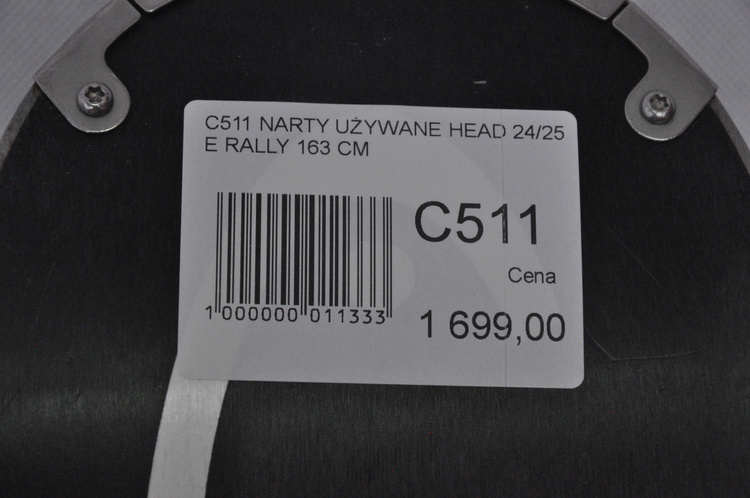 C511 NARTY UŻYWANE HEAD 24/25
E RALLY 163 CM
C511
Cena
1 000000 011333
1 699,00